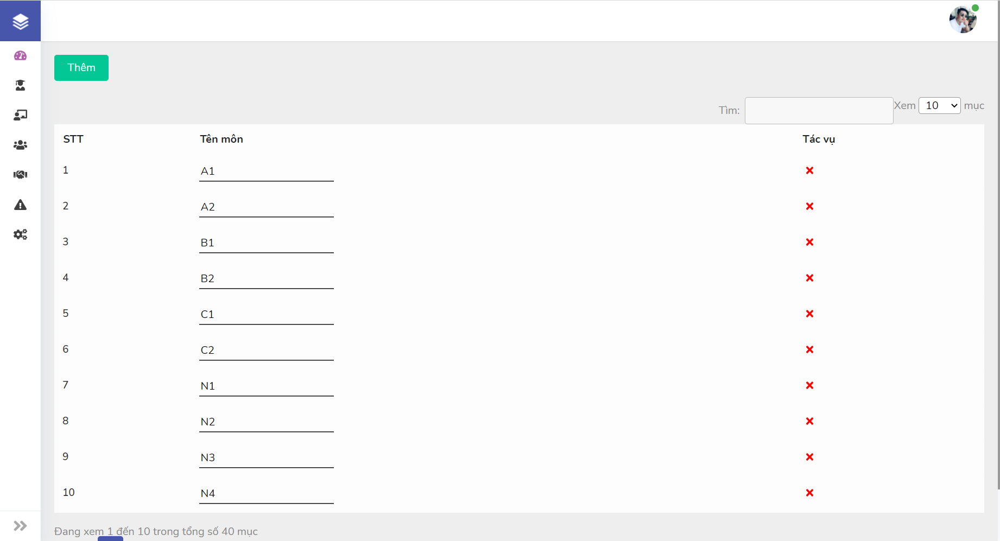 Thêm
Tìm: Xem 10 mục
STT Tên môn Tác vụ
1 A1
2 A2
3 B1
4 B2
5 C1
6 C2
7 N1
8 N2
9 N3
10 N4
Đang xem 1 đến 10 trong tổng số 40 mục